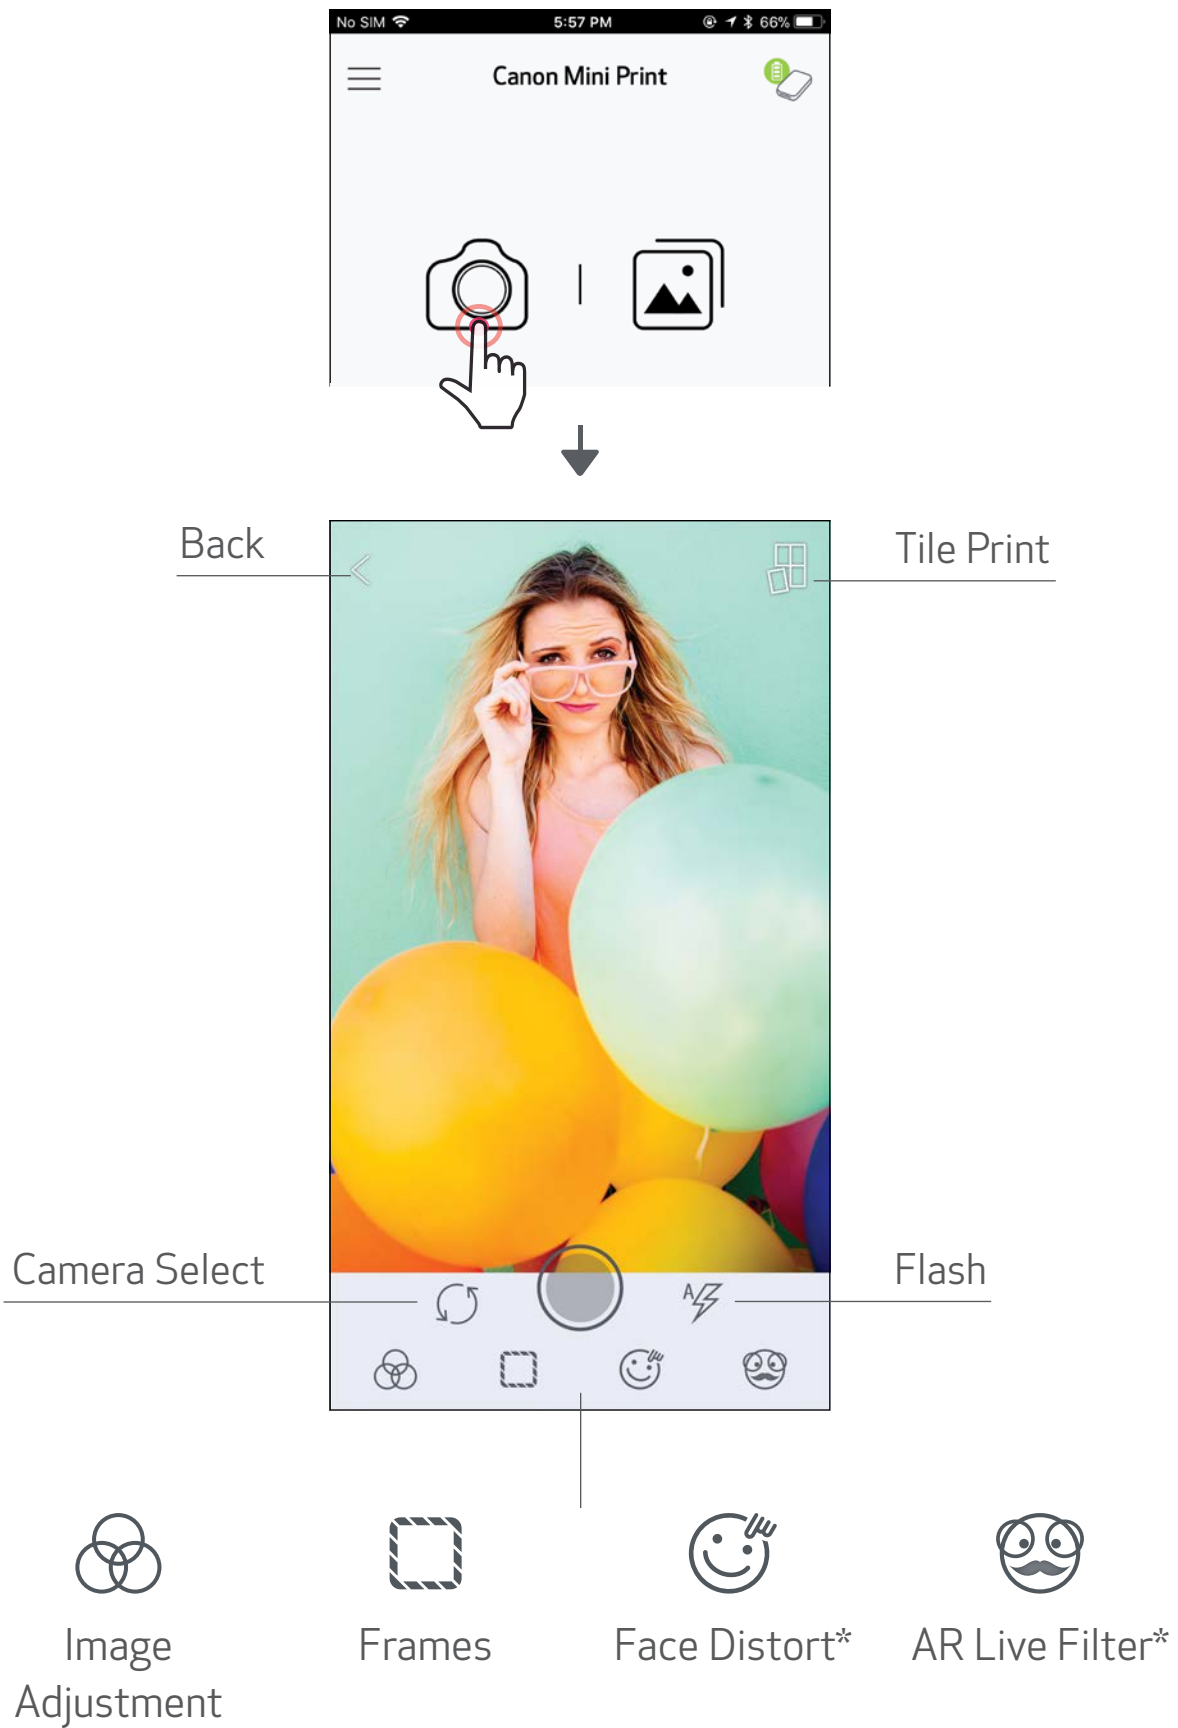 No SIM 5:57 PM 66%
Canon Mini Print
Back
Tile Print
Camera Select
Flash
A
Image
Adjustment
Frames
Face Distort*
AR Live Filter*